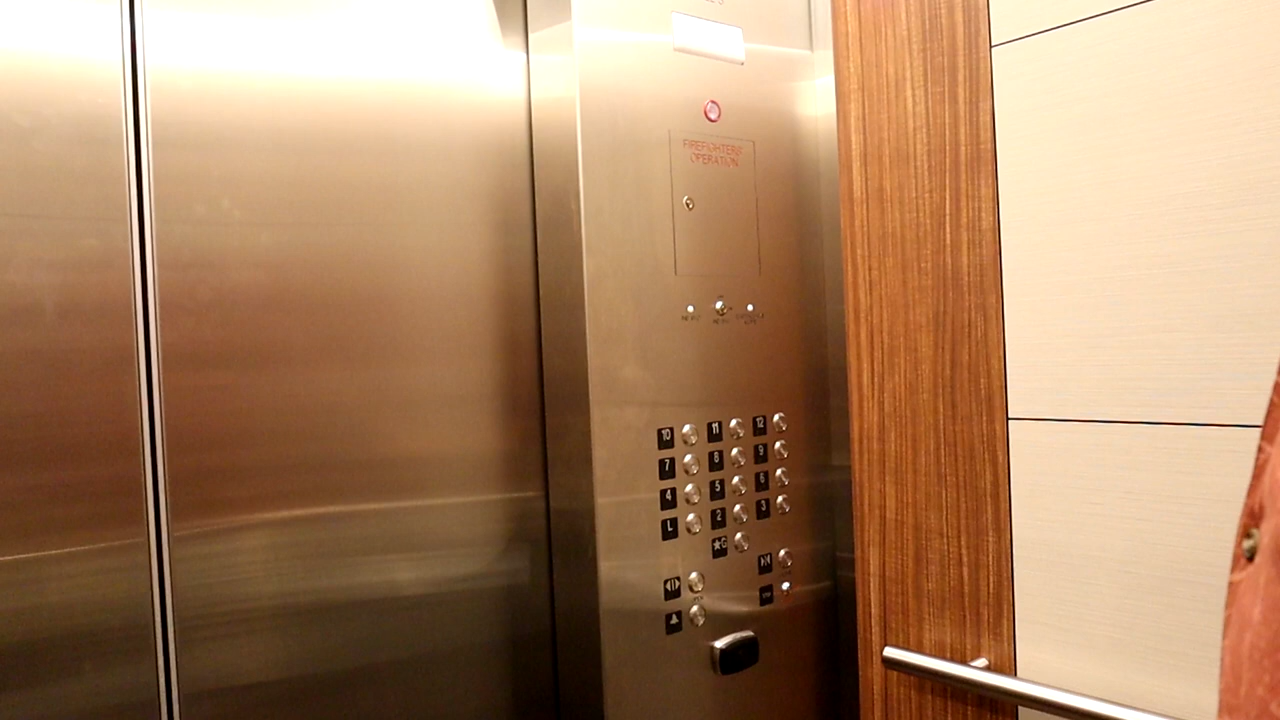 FIREFIGHTERS'
OPERATION
10 11 12
7 8 9
4 5 6
L 2 3
★G